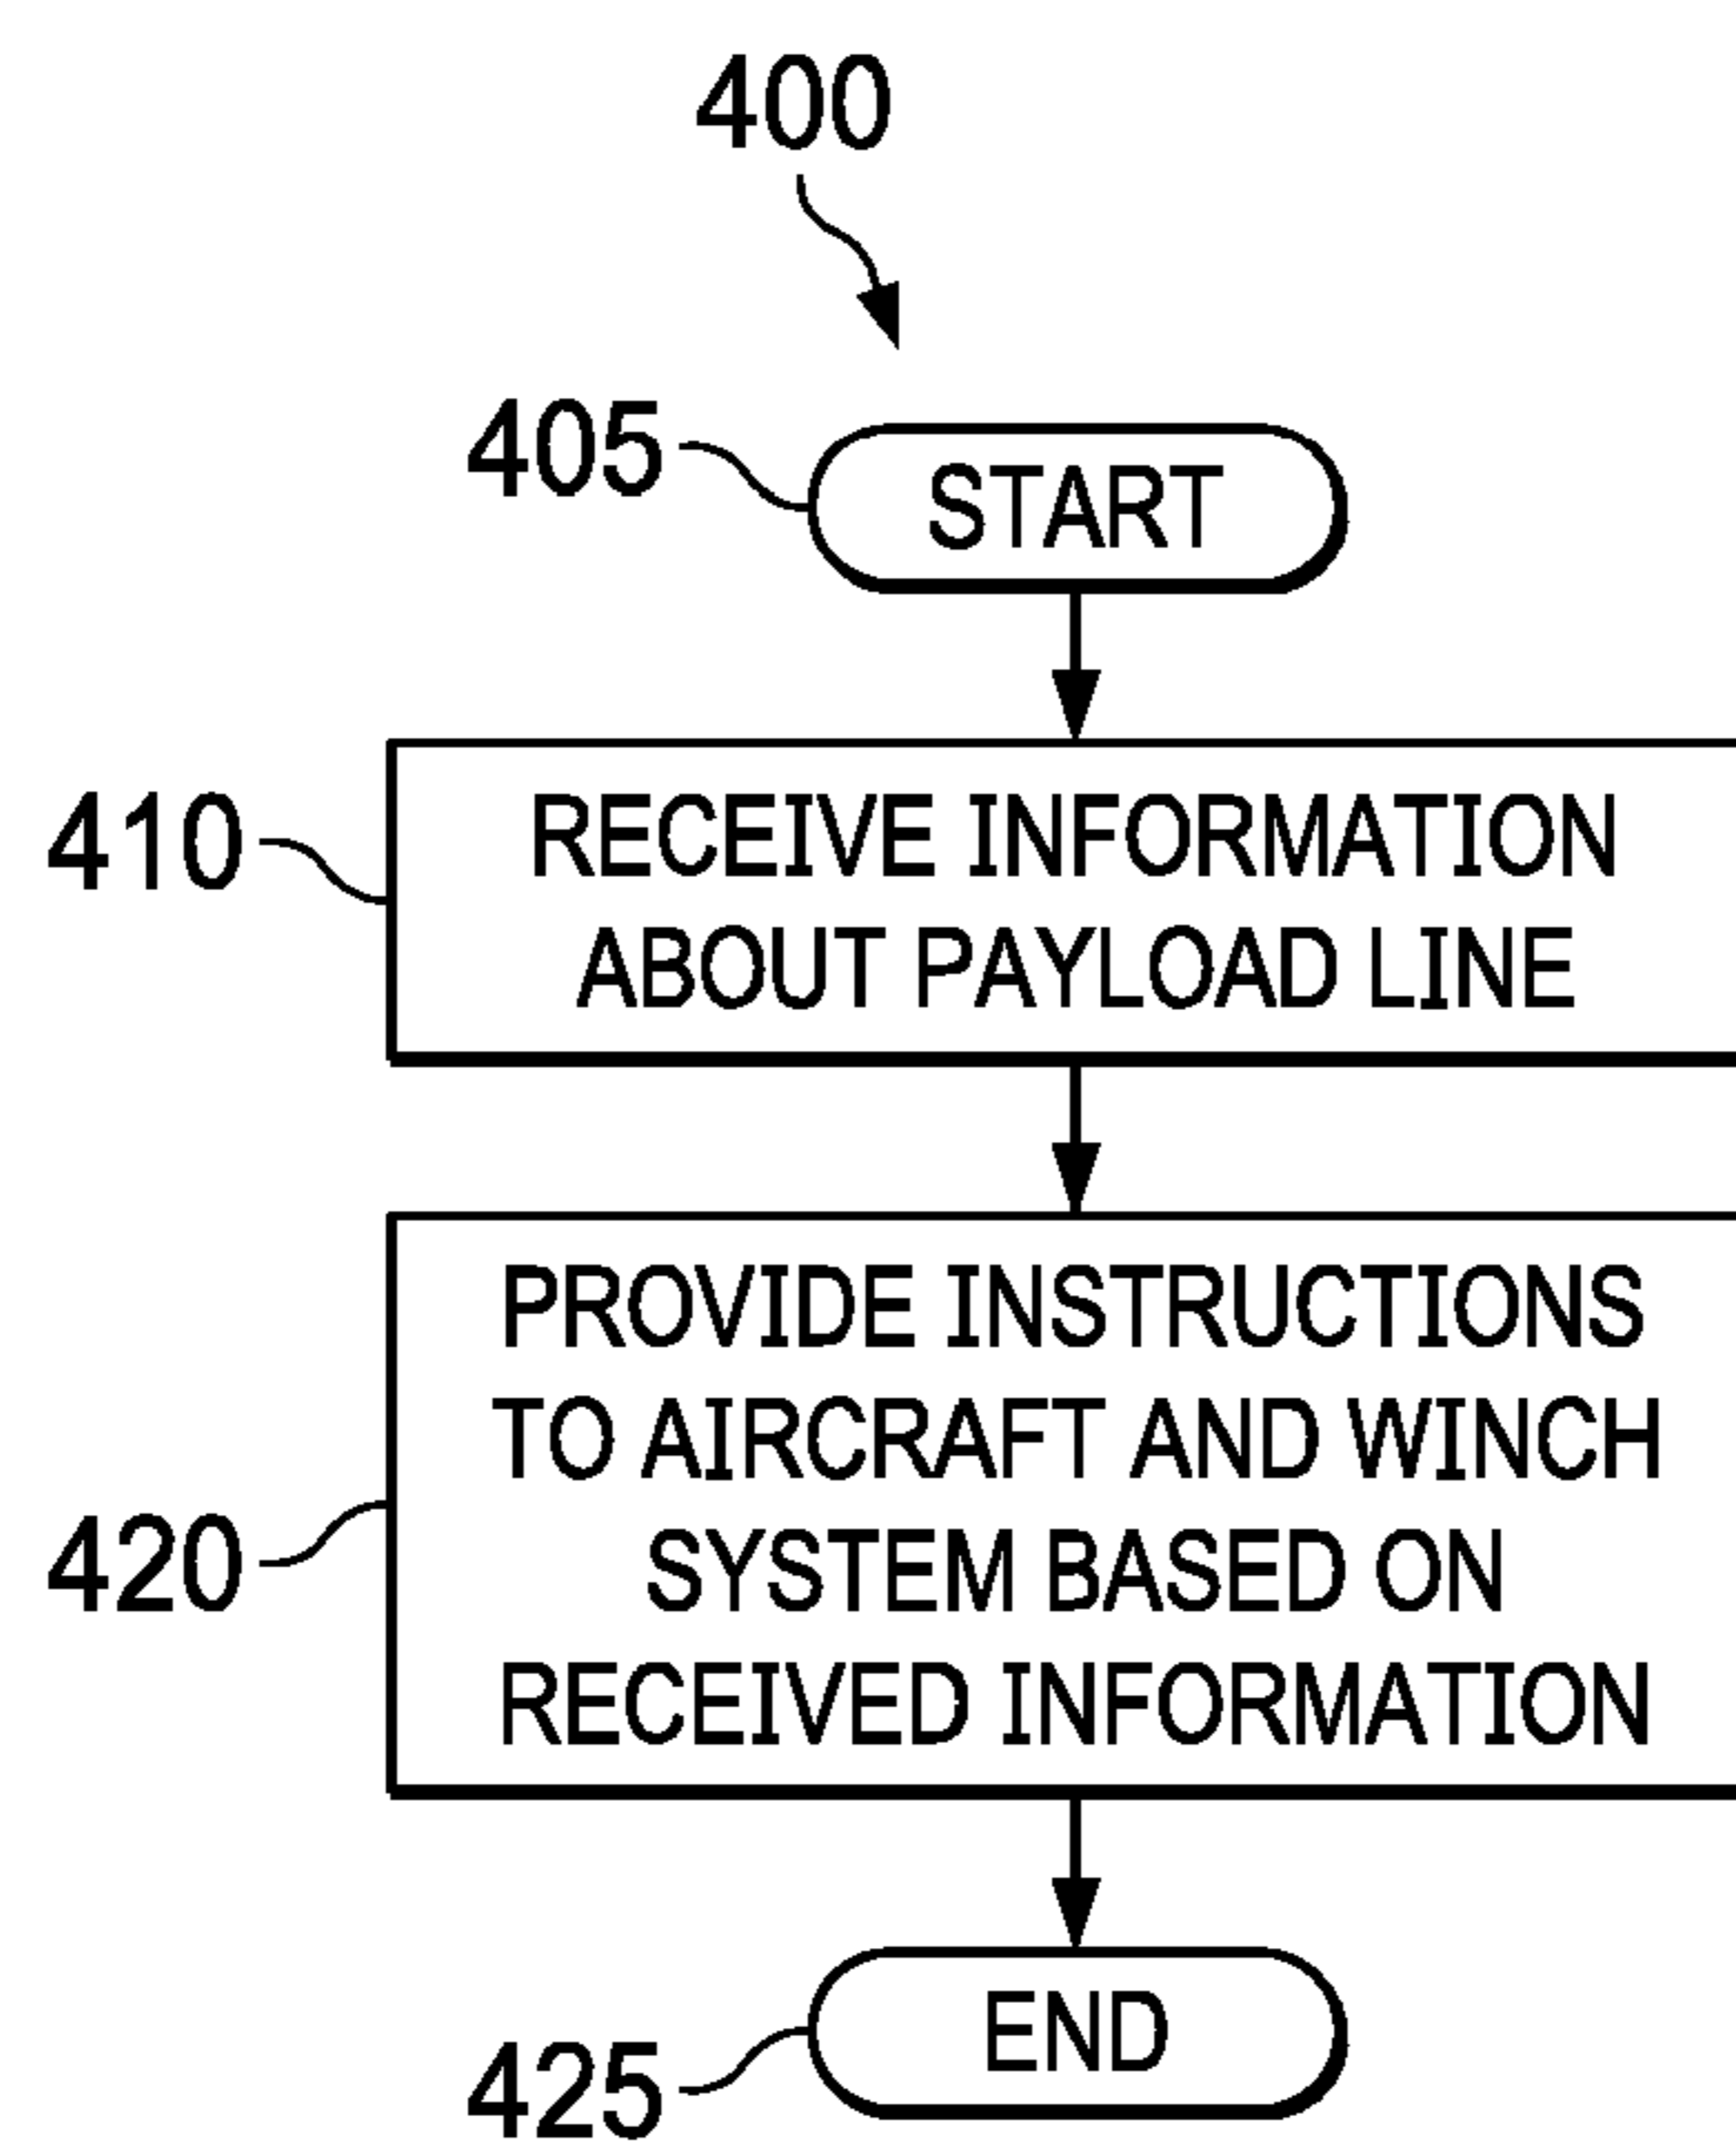 400
405
START
410
RECEIVE INFORMATION
ABOUT PAYLOAD LINE
420
PROVIDE INSTRUCTIONS
TO AIRCRAFT AND WINCH
SYSTEM BASED ON
RECEIVED INFORMATION
END
425